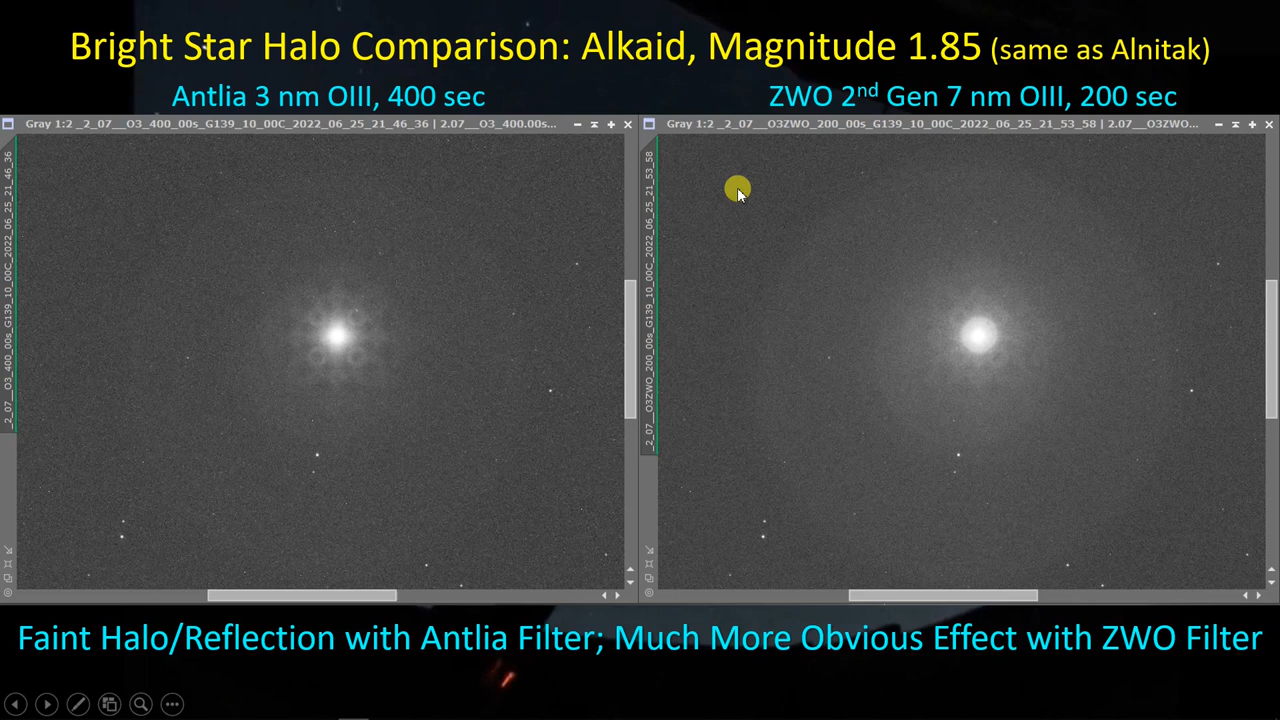 Bright Star Halo Comparison: Alkaid, Magnitude 1.85 (same as Alnitak)
Antlia 3 nm OIII, 400 sec
ZWO 2nd Gen 7 nm OIII, 200 sec
Gray 1:2 _2_07__O3_400_00s_G139_10_00C_2022_06_25_21_46_36 | 2.07__O3_400.00s...
Gray 1:2 _2_07__O3ZWO_200_00s_G139_10_00C_2022_06_25_21_53_58 | 2.07__O3ZWO...
_2_07__O3_400_00s_G139_10_00C_2022_06_25_21_46_36
_2_07__O3ZWO_200_00s_G139_10_00C_2022_06_25_21_53_58
Faint Halo/Reflection with Antlia Filter; Much More Obvious Effect with ZWO Filter